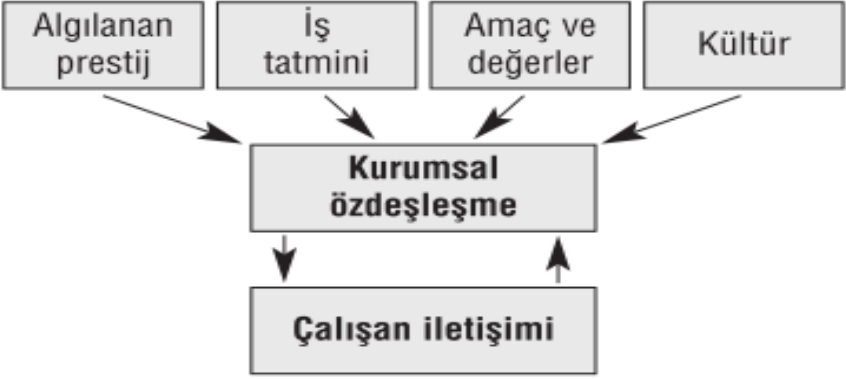 Algılanan
prestij
İş
tatmini
Amaç ve
değerler
Kültür
Kurumsal
özdeşleşme
Çalışan iletişimi